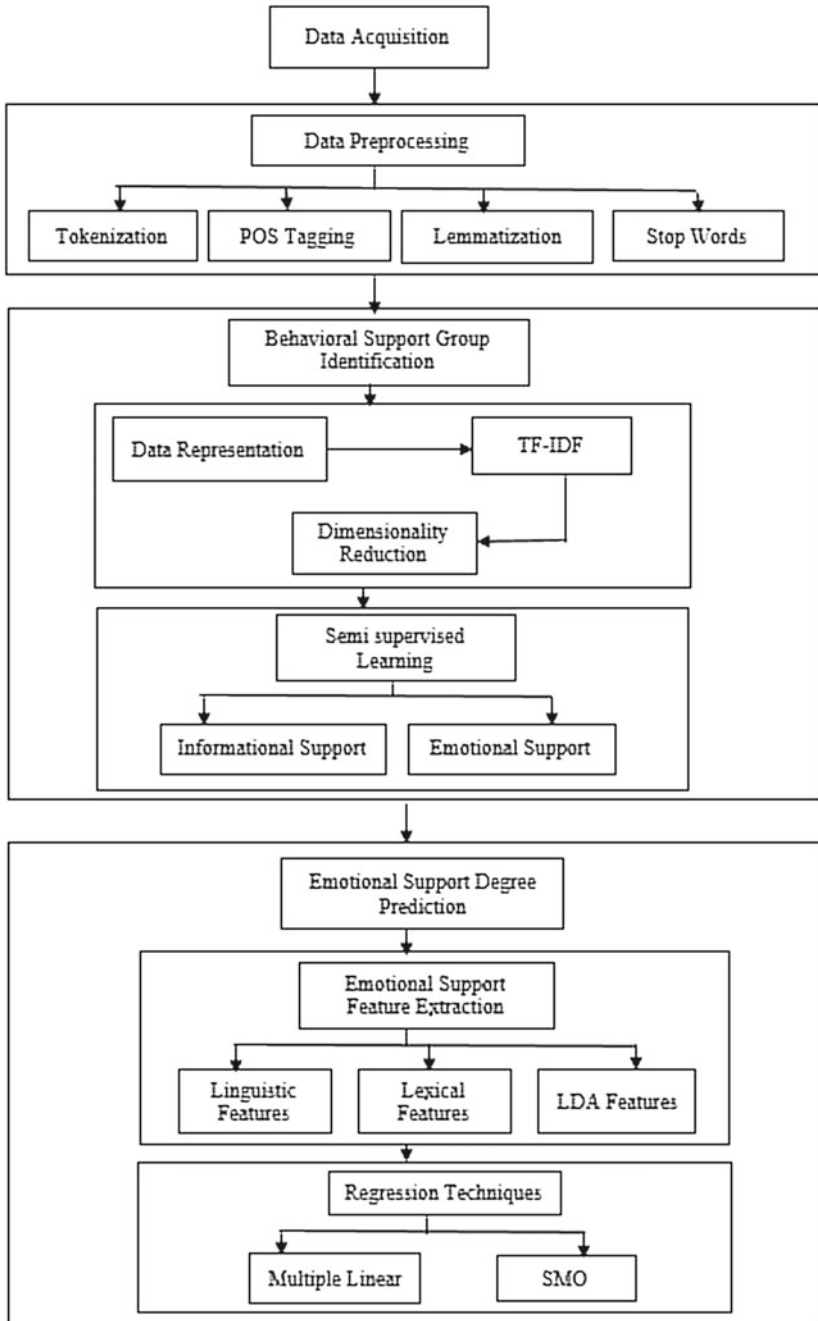 Data Acquisition
Data Preprocessing
Tokenization
POS Tagging
Lemmatization
Stop Words
Behavioral Support Group
Identification
Data Representation
TF-IDF
Dimensionality
Reduction
Semi supervised
Learning
Informational Support
Emotional Support
Emotional Support Degree
Prediction
Emotional Support
Feature Extraction
Linguistic
Features
Lexical
Features
LDA Features
Regression Techniques
Multiple Linear
SMO